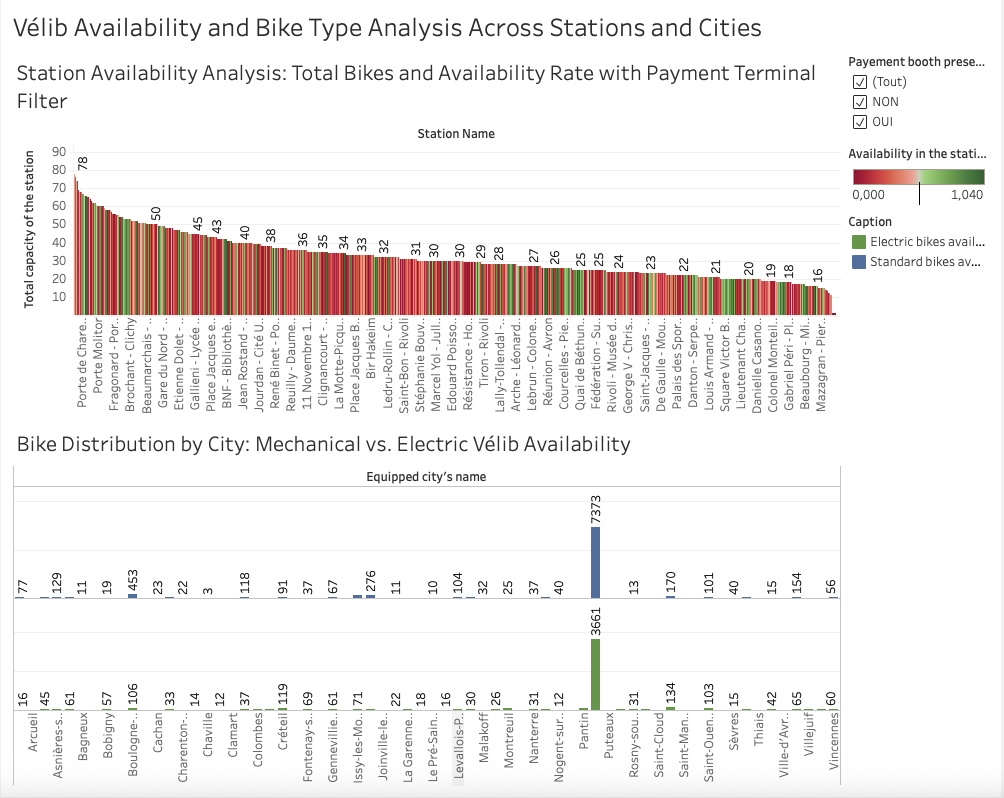 Vélib Availability and Bike Type Analysis Across Stations and Cities
Station Availability Analysis: Total Bikes and Availability Rate with Payment Terminal
Filter
Payement booth prese...
(Tout)
NON
OUI
Availability in the stati...
0,000 1,040
Caption
Electric bikes avail...
Standard bikes av...
Station Name
Total capacity of the station
90
80
70
60
50
40
30
20
10
78 50 45 43 40 38 36 35 34 33 32 31 30 30 29 28 27 26 25 25 24 23 22 21 20 19 18 16
Porte de Chare..
Porte Molitor
Fragonard - Por..
Brochant - Clichy
Beaumarchais - ..
Gare du Nord - ..
Etienne Dolet - ..
Gallieni - Lycée ..
Place Jacques e..
BNF - Bibliothè..
Jean Rostand - ..
Jourdan - Cité U..
René Binet - Po..
Reuilly - Daume..
11 Novembre 1..
Clignancourt - ..
La Motte-Picqu..
Place Jacques B..
Bir Hakeim
Ledru-Rollin - C..
Saint-Bon - Rivoli
Stéphanie Bouv..
Marcel Yol - Jull..
Edouard Poisso..
Résistance - Ho..
Tiron - Rivoli
Lally-Tollendal -..
Arche - Léonard..
Lebrun - Colone..
Réunion - Avron
Courcelles - Pie..
Quai de Béthun..
Fédération - Su..
Rivoli - Musée d..
George V - Chris..
Saint-Jacques - ..
De Gaulle - Mou..
Palais des Spor..
Danton - Serpe..
Louis Armand - ..
Square Victor B..
Lieutenant Cha..
Danielle Casano..
Colonel Monteil..
Gabriel Péri - Pl..
Beaubourg - Mi..
Mazagran - Pier..
Bike Distribution by City: Mechanical vs. Electric Vélib Availability
Equipped city's name
77 129 11 19 453 23 22 3 118 91 37 67 276 11 10 104 32 25 37 40 7373 13 170 101 40 15 154 56
16 45 61 57 106 33 14 12 37 119 69 61 71 22 18 16 30 26 31 12 3661 31 134 103 15 42 65 60
Arcueil
Asnières-s..
Bagneux
Bobigny
Boulogne-..
Cachan
Charenton-..
Chaville
Clamart
Colombes
Créteil
Fontenay-s..
Gennevillie..
Issy-les-Mo..
Joinville-le..
La Garenne..
Le Pré-Sain..
Levallois-P..
Malakoff
Montreuil
Nanterre
Nogent-sur..
Pantin
Puteaux
Rosny-sou..
Saint-Cloud
Saint-Man..
Saint-Ouen..
Sèvres
Thiais
Ville-d'Avr..
Villejuif
Vincennes